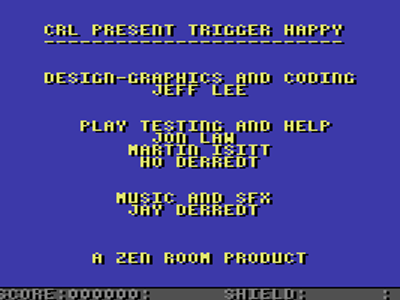 CRL PRESENT TRIGGER HAPPY
-------------------------
DESIGN-GRAPHICS AND CODING
JEFF LEE
PLAY TESTING AND HELP
JON LAW
MARTIN ISITT
HO DERREDT
MUSIC AND SFX
JAY DERREDT
A ZEN ROOM PRODUCT
SCORE:000000: SHIELD: :